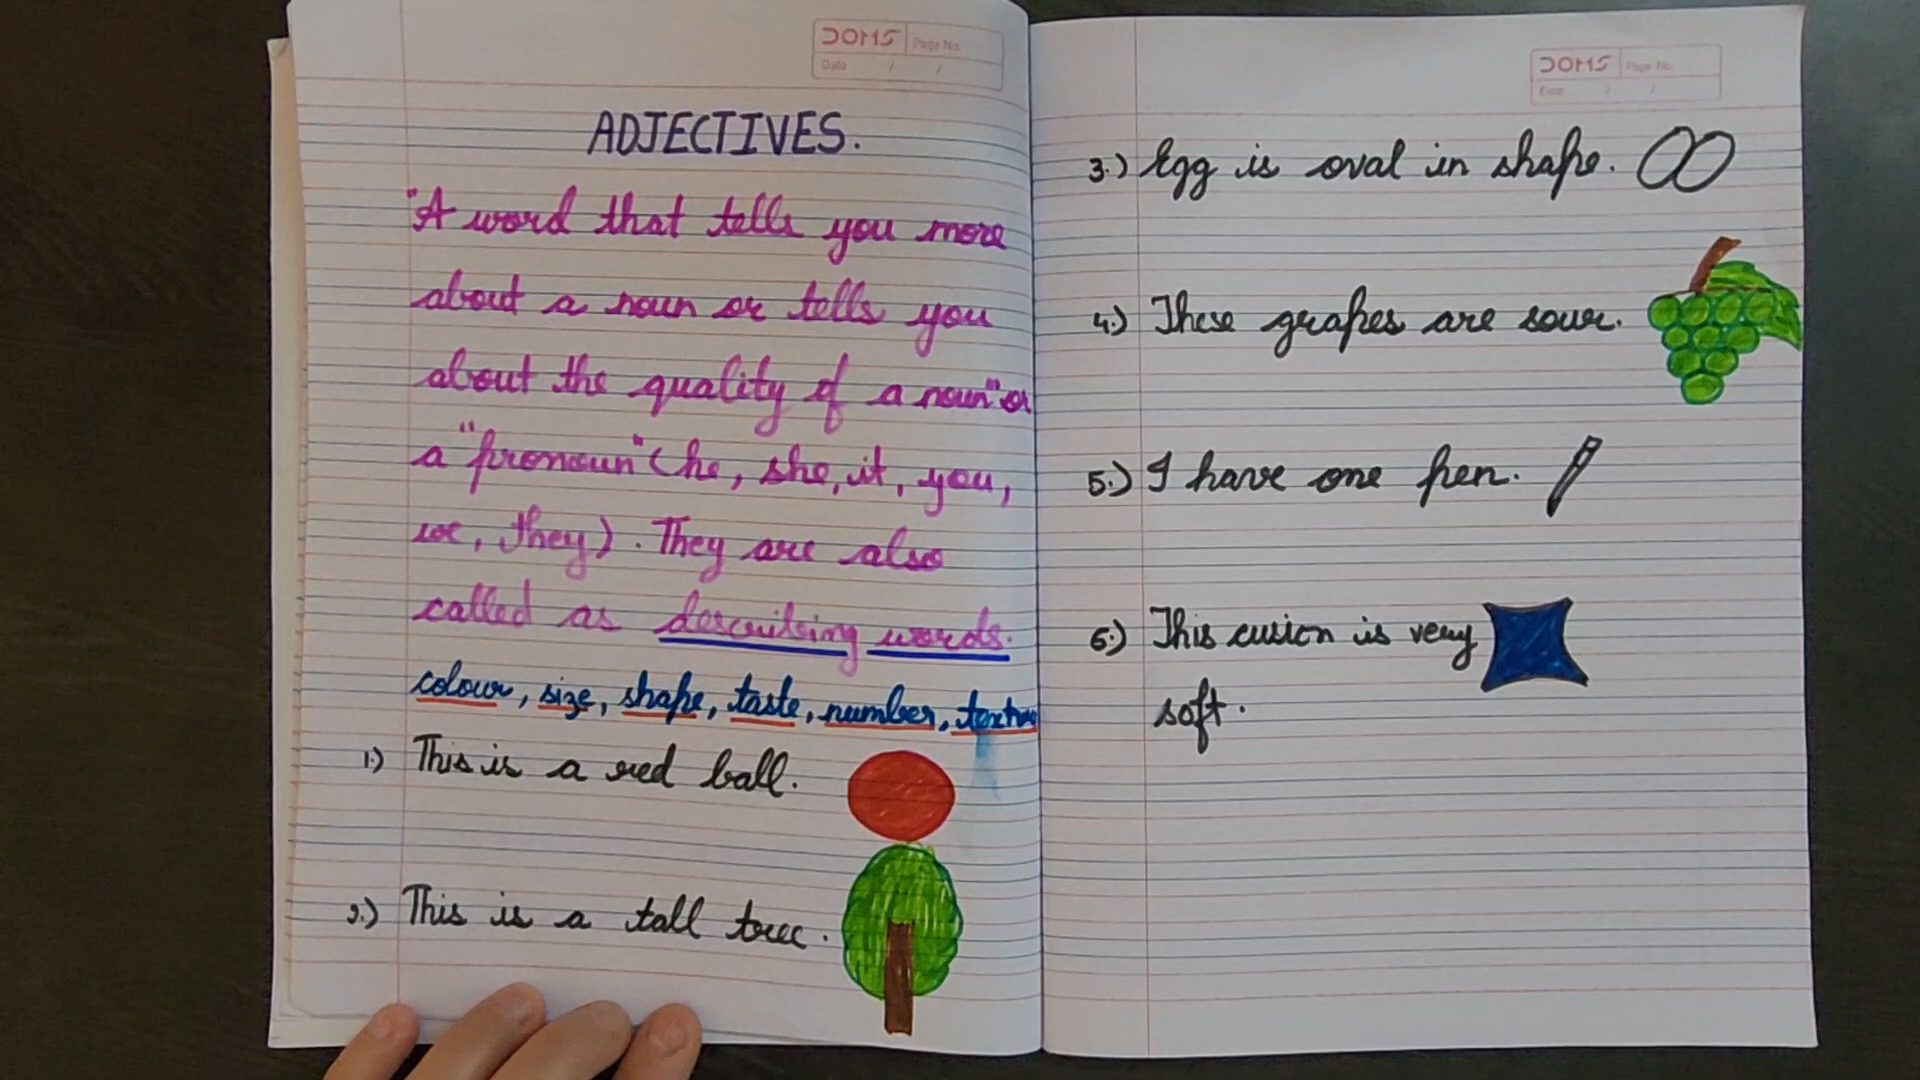 DOMS Page No.
Date / /
ADJECTIVES.
"A word that tells you more
about a noun or tells you
about the quality of a noun" or
a "pronoun" (he, she, it, you,
we, they). They are also
called as describing words.
colour, size, shape, taste, number, texture
1.) This is a red ball.
2.) This is a tall tree.
DOMS Page No.
Date / /
3.) Egg is oval in shape.
4.) These grapes are sour.
5.) I have one pen.
6.) This cusion is very
soft.